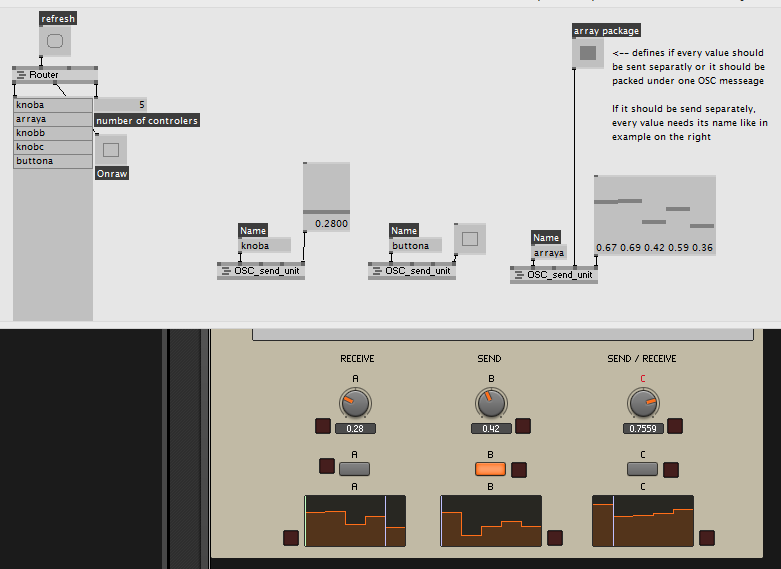 refresh
Router
knoba
arraya
knobb
knobc
buttona
5
number of controlers
Onraw
0.2800
Name
knoba
OSC_send_unit
Name
buttona
OSC_send_unit
array package
<-- defines if every value should
be sent separatly or it should be
packed under one OSC messeage
If it should be send separately,
every value needs its name like in
example on the right
Name
arraya
0.67 0.69 0.42 0.59 0.36
OSC_send_unit
RECEIVE
SEND
SEND / RECEIVE
A
B
C
0.28
0.42
0.7559
A
B
C
A
B
C